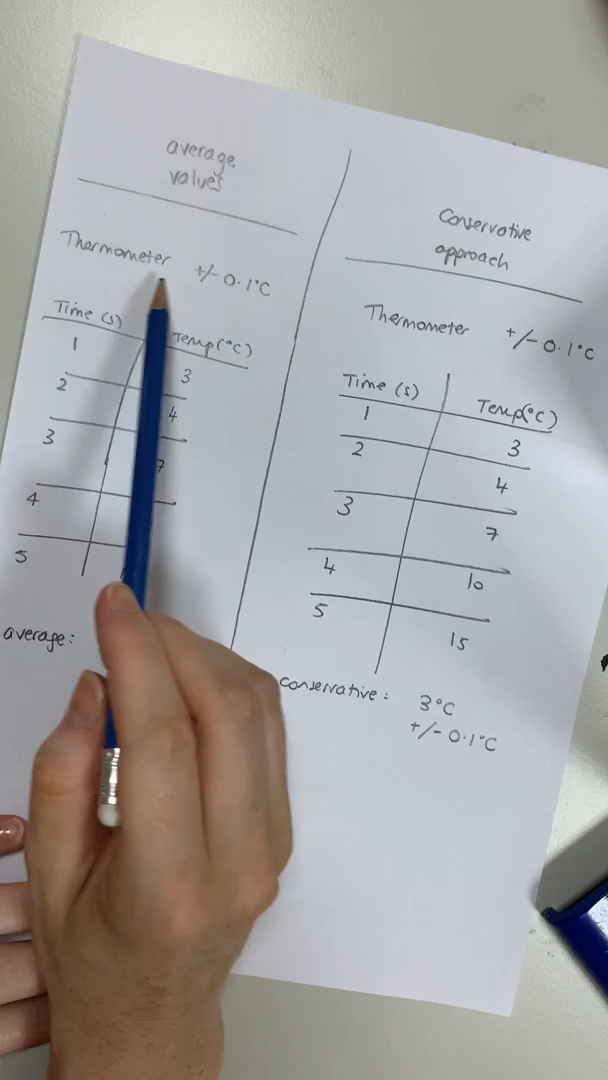 average
values
Thermometer +/- 0.1°C
Time (s) Temp(°C)
1 3
2 4
3 7
4
5
average:
Conservative
approach
Thermometer +/- 0.1°C
Time (s) Temp(°C)
1 3
2 4
3 7
4 10
5 15
conservative: 3°C
+/- 0.1°C